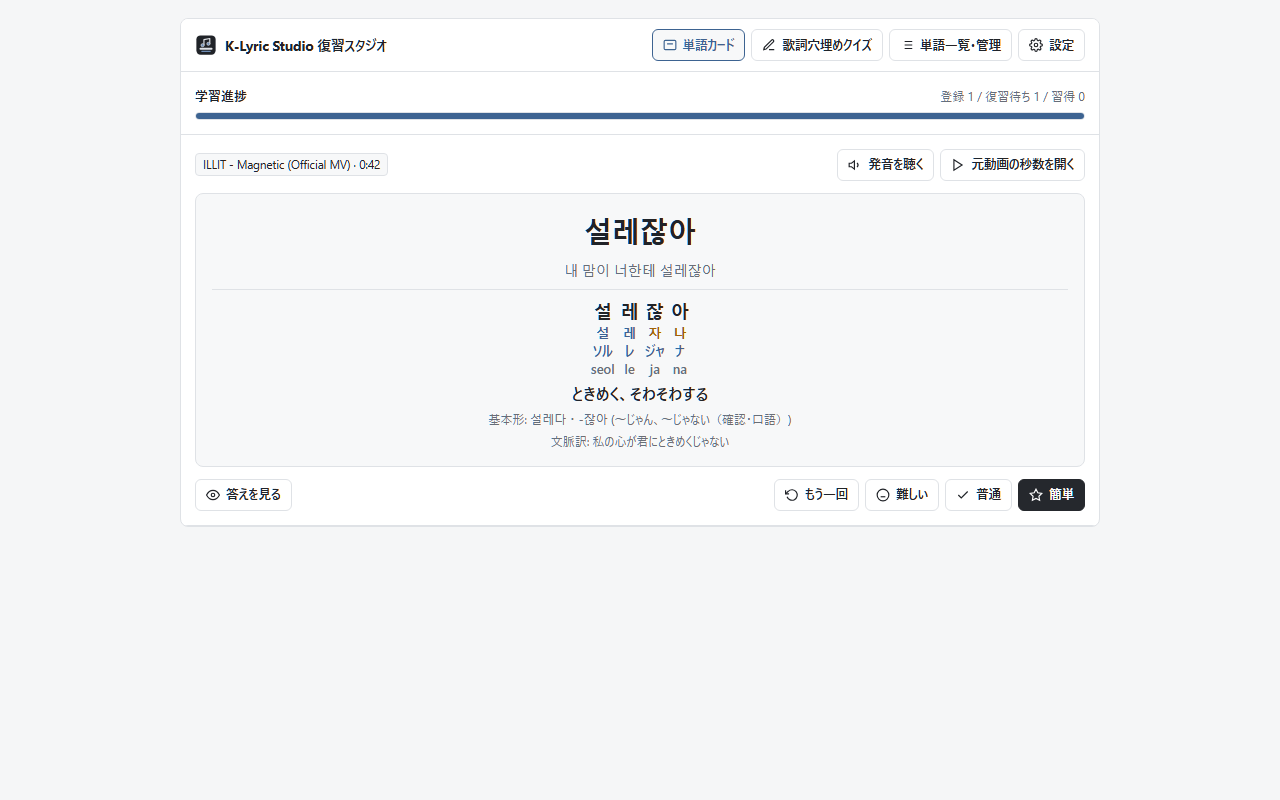 K-Lyric Studio 復習スタジオ
単語カード
歌詞穴埋めクイズ
単語一覧・管理
設定
学習進捗
登録 1 / 復習待ち 1 / 習得 0
ILLIT - Magnetic (Official MV) · 0:42
発音を聴く
元動画の秒数を開く
설레잖아
내 맘이 너한테 설레잖아
설 레 잖 아
설 레 자 나
ソル レ ジャ ナ
seol le ja na
ときめく、そわそわする
基本形: 설레다 · -잖아 (〜じゃん、〜じゃない（確認・口語）)
文脈訳: 私の心が君にときめくじゃない
答えを見る
もう一回
難しい
普通
簡単